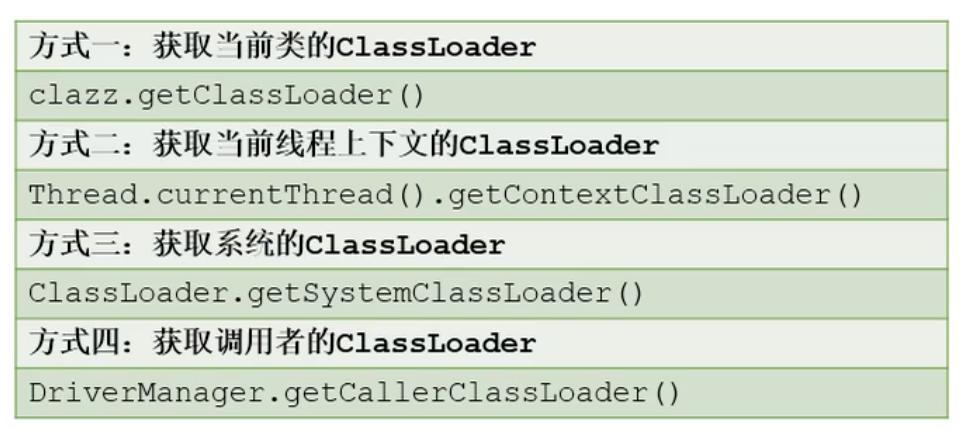 方式一：获取当前类的ClassLoader
clazz.getClassLoader()
方式二：获取当前线程上下文的ClassLoader
Thread.currentThread().getContextClassLoader()
方式三：获取系统的ClassLoader
ClassLoader.getSystemClassLoader()
方式四：获取调用者的ClassLoader
DriverManager.getCallerClassLoader()